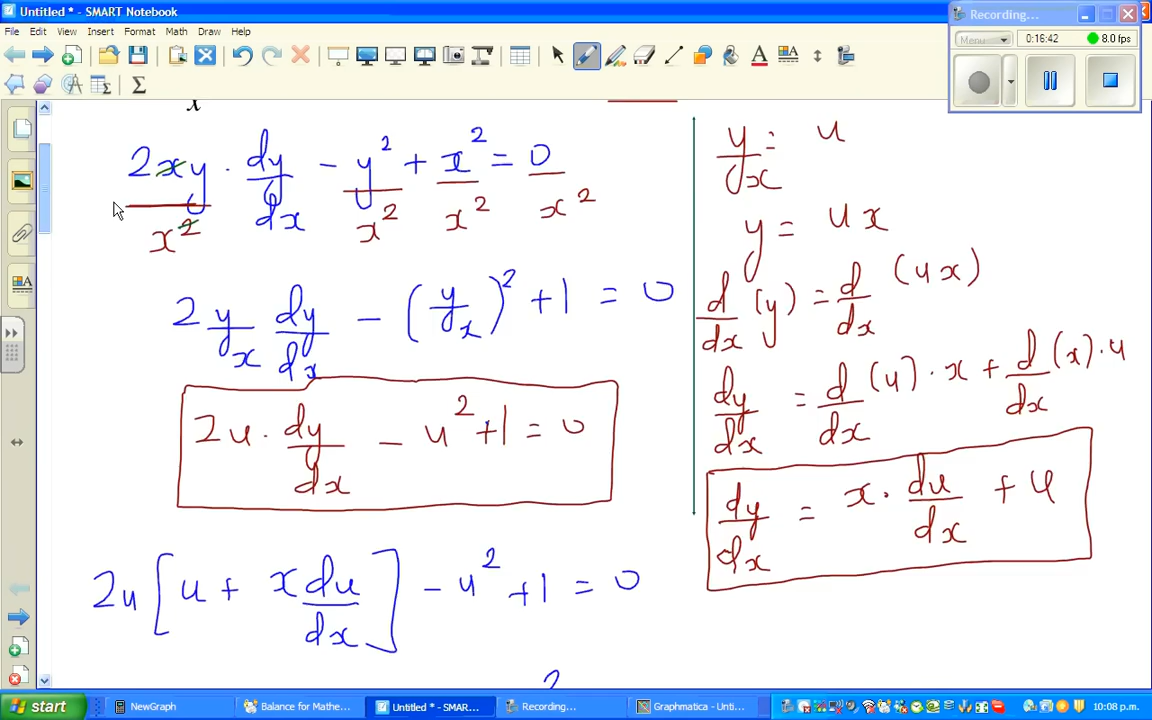 Untitled * - SMART Notebook
File Edit View Insert Format Math Draw Help
Recording...
Menu 0:16:42 8.0 fps
x
2xy/x² · dy/dx - y²/x² + x²/x² = 0/x²
2 y/x dy/dx - (y/x)² + 1 = 0
2u · dy/dx - u² + 1 = 0
2u [u + x du/dx] - u² + 1 = 0
2
y/x = u
y = ux
d/dx (y) = d/dx (ux)
dy/dx = d/dx (u) · x + d/dx (x) · u
dy/dx = x · du/dx + u
start NewGraph Balance for Mathe... Untitled * - SMAR... Recording... Graphmatica - Unti... 10:08 p.m.